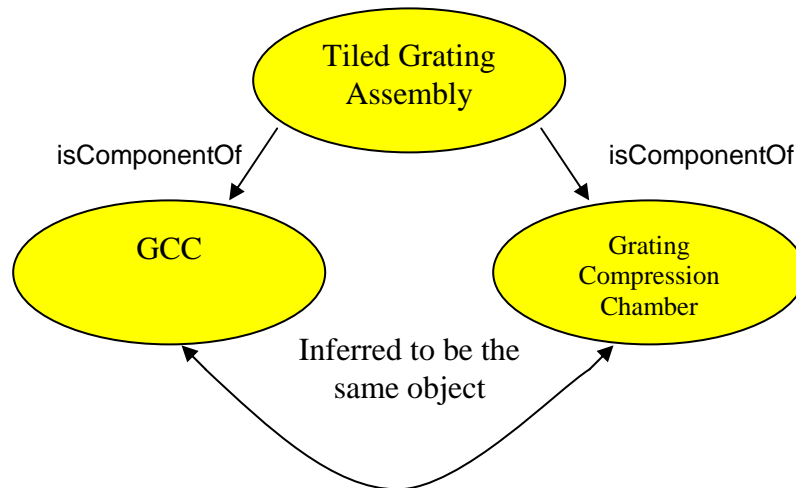 Tiled Grating
Assembly
isComponentOf
isComponentOf
GCC
Grating
Compression
Chamber
Inferred to be the
same object